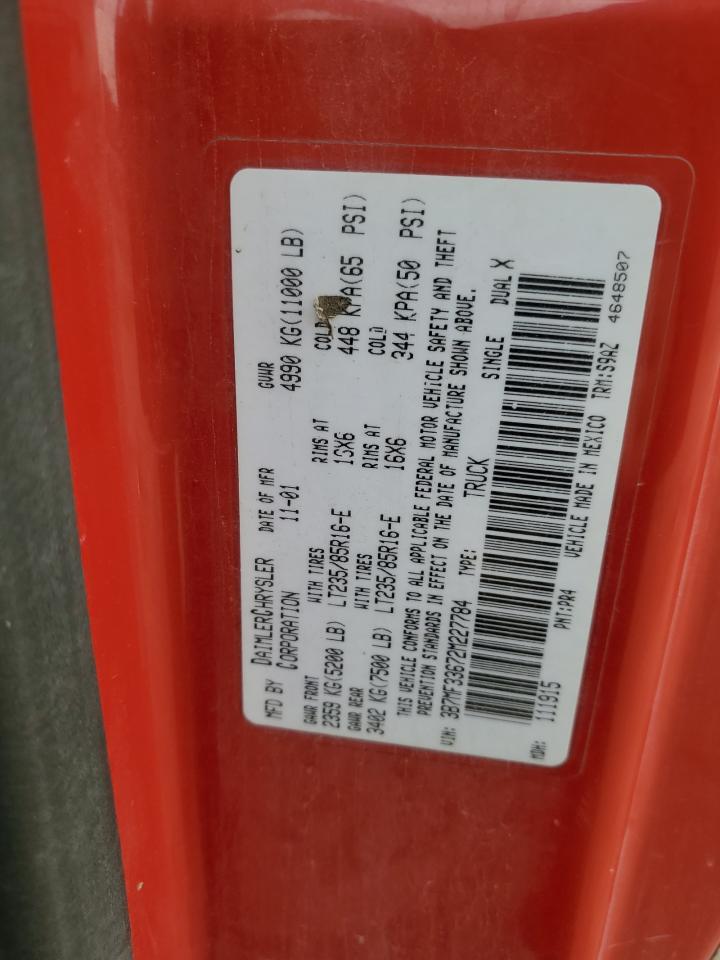 MFD BY DAIMLERCHRYSLER CORPORATION DATE OF MFR 11-01 GVWR 4990 KG(11000 LB)
GAWR FRONT WITH TIRES RIMS AT COLD
2359 KG(5200 LB) LT235/85R16-E 16X6 448 KPA(65 PSI)
GAWR REAR WITH TIRES RIMS AT COLD
3402 KG(7500 LB) LT235/85R16-E 16X6 344 KPA(50 PSI)
THIS VEHICLE CONFORMS TO ALL APPLICABLE FEDERAL MOTOR VEHICLE SAFETY AND THEFT
PREVENTION STANDARDS IN EFFECT ON THE DATE OF MANUFACTURE SHOWN ABOVE.
VIN: 3B7MF33672M227784 TYPE: TRUCK SINGLE DUAL X
MDH: 111915 PNT:PR4 VEHICLE MADE IN MEXICO TRM:S9AZ 4648507